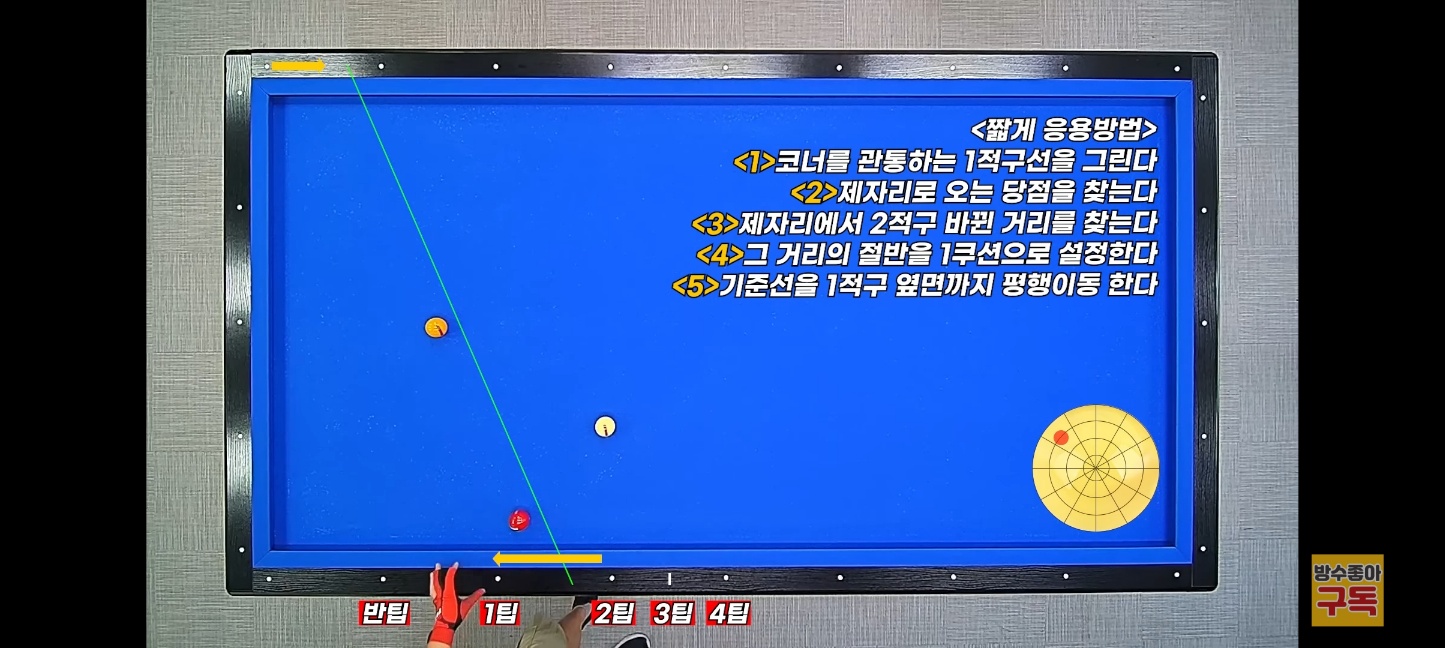 <짧게 응용방법>
<1>코너를 관통하는 1적구선을 그린다
<2>제자리로 오는 당점을 찾는다
<3>제자리에서 2적구 바뀐 거리를 찾는다
<4>그 거리의 절반을 1쿠션으로 설정한다
<5>기준선을 1적구 옆면까지 평행이동 한다
반팁 1팁 2팁 3팁 4팁
방수좋아
구독